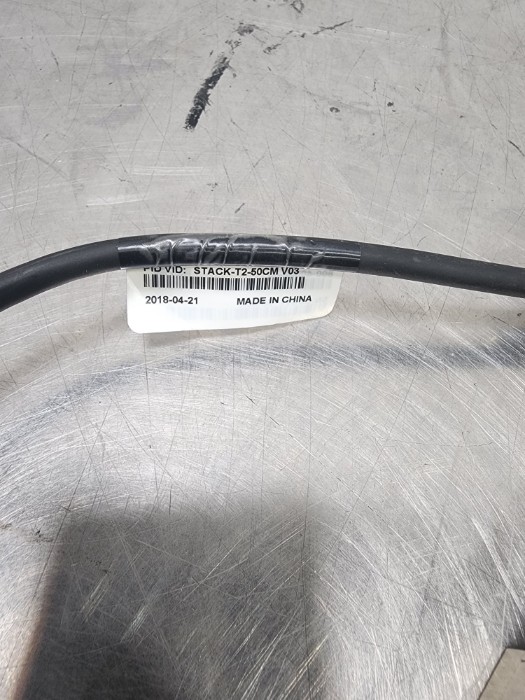 PID VID: STACK-T2-50CM V03
2018-04-21 MADE IN CHINA